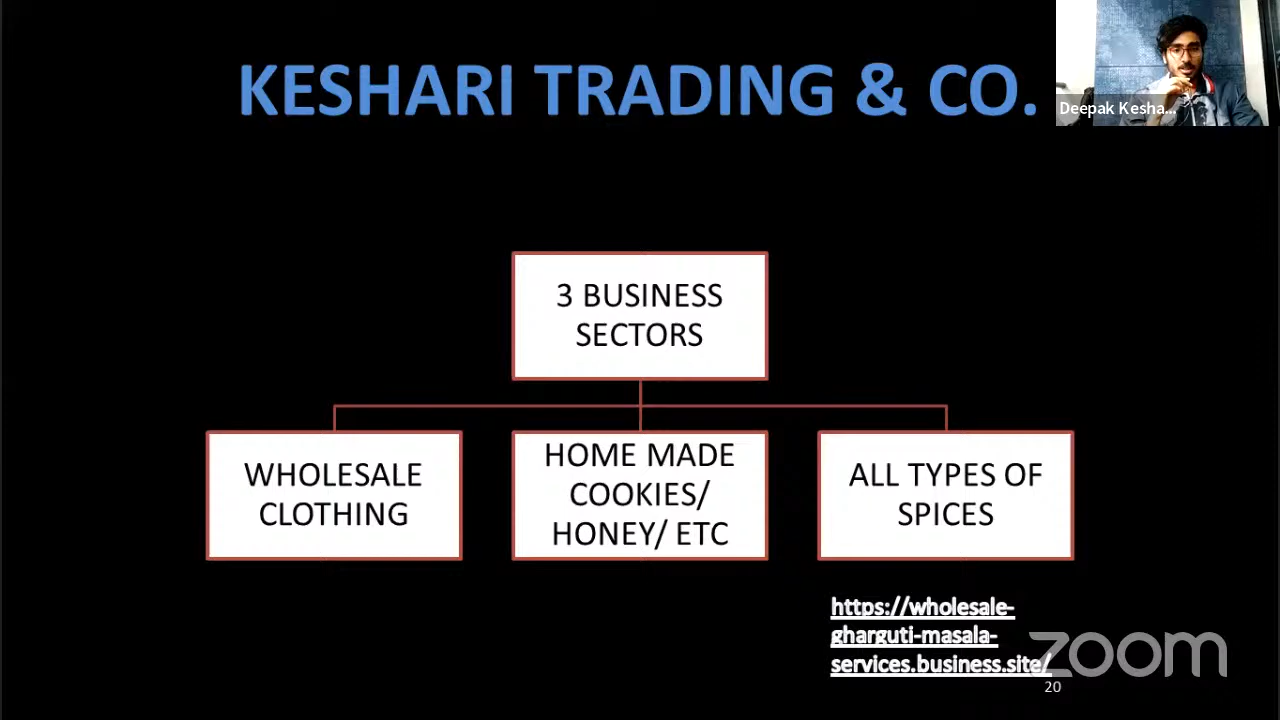 KESHARI TRADING & CO.
Deepak Kesha...
3 BUSINESS
SECTORS
WHOLESALE
CLOTHING
HOME MADE
COOKIES/
HONEY/ ETC
ALL TYPES OF
SPICES
https://wholesale-
gharguti-masala-
services.business.site/
zoom
20